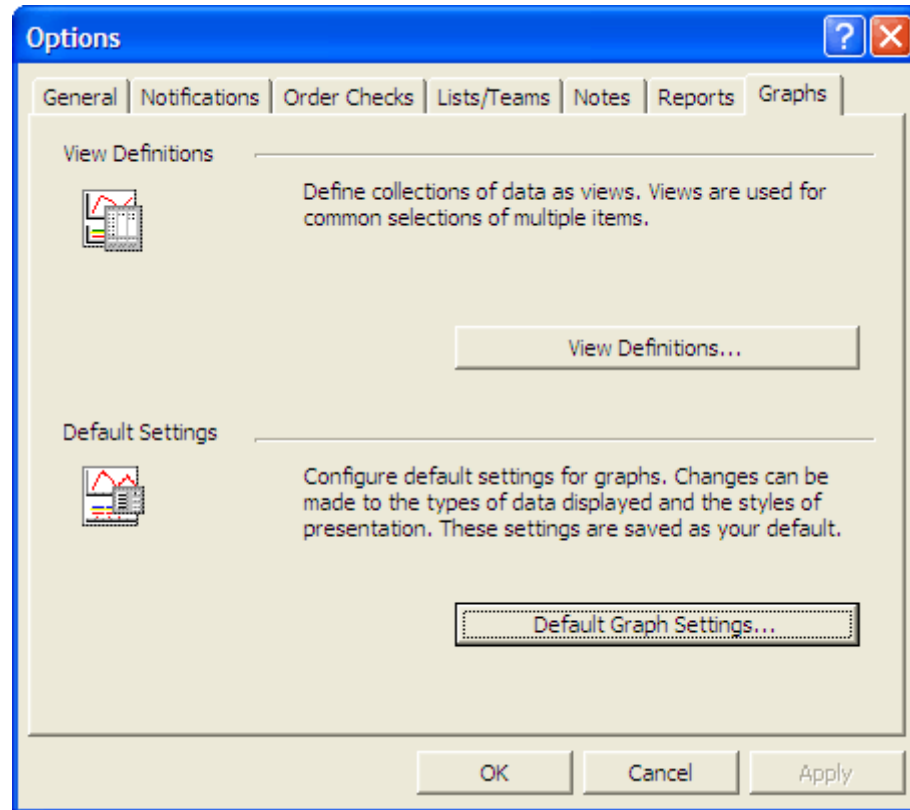 Options
General Notifications Order Checks Lists/Teams Notes Reports Graphs
View Definitions
Define collections of data as views. Views are used for
common selections of multiple items.
View Definitions...
Default Settings
Configure default settings for graphs. Changes can be
made to the types of data displayed and the styles of
presentation. These settings are saved as your default.
Default Graph Settings...
OK Cancel Apply